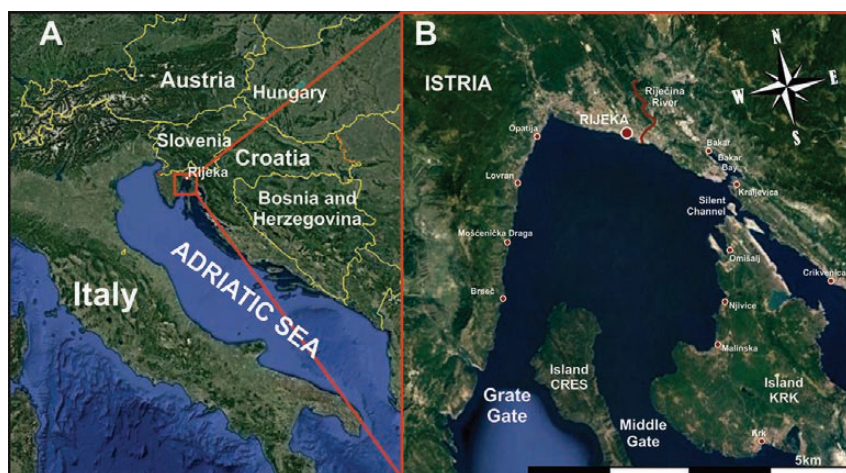 A
Austria
Hungary
Slovenia
Croatia
Rijeka
Bosnia and
Herzegovina
ADRIATIC SEA
Italy
B
N
W
E
S
ISTRIA
Riječina
River
RIJEKA
Opatija
Bakar
Bakar
Bay
Lovran
Kraljevica
Silent
Channel
Mošćenička Draga
Omišalj
Crikvenica
Brseč
Njivice
Malinska
Island
CRES
Island
KRK
Grate
Gate
Middle
Gate
Krk
5km